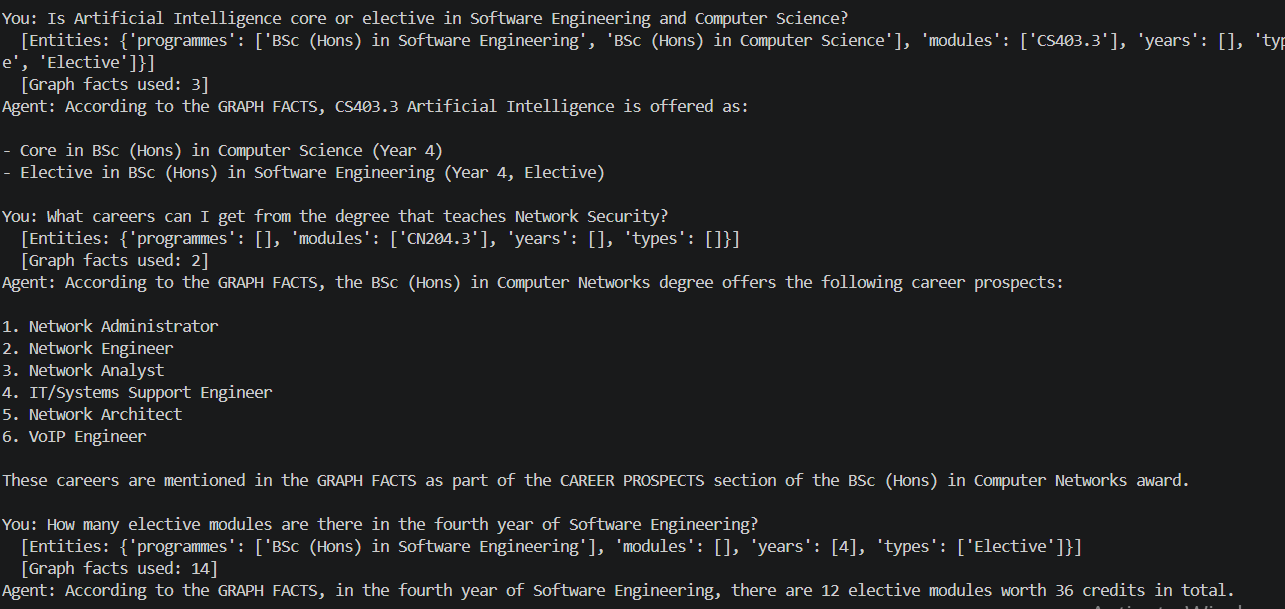 You: Is Artificial Intelligence core or elective in Software Engineering and Computer Science?
[Entities: {'programmes': ['BSc (Hons) in Software Engineering', 'BSc (Hons) in Computer Science'], 'modules': ['CS403.3'], 'years': [], 'typ
e', 'Elective']}]
[Graph facts used: 3]
Agent: According to the GRAPH FACTS, CS403.3 Artificial Intelligence is offered as:
- Core in BSc (Hons) in Computer Science (Year 4)
- Elective in BSc (Hons) in Software Engineering (Year 4, Elective)
You: What careers can I get from the degree that teaches Network Security?
[Entities: {'programmes': [], 'modules': ['CN204.3'], 'years': [], 'types': []}]
[Graph facts used: 2]
Agent: According to the GRAPH FACTS, the BSc (Hons) in Computer Networks degree offers the following career prospects:
1. Network Administrator
2. Network Engineer
3. Network Analyst
4. IT/Systems Support Engineer
5. Network Architect
6. VoIP Engineer
These careers are mentioned in the GRAPH FACTS as part of the CAREER PROSPECTS section of the BSc (Hons) in Computer Networks award.
You: How many elective modules are there in the fourth year of Software Engineering?
[Entities: {'programmes': ['BSc (Hons) in Software Engineering'], 'modules': [], 'years': [4], 'types': ['Elective']}]
[Graph facts used: 14]
Agent: According to the GRAPH FACTS, in the fourth year of Software Engineering, there are 12 elective modules worth 36 credits in total.